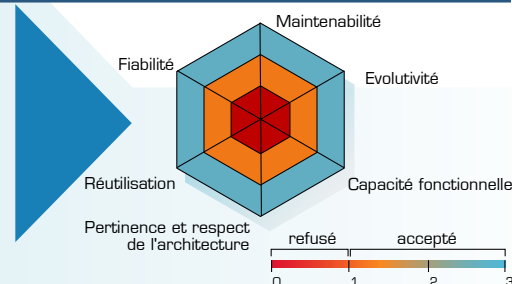 Maintenabilité
Fiabilité
Evolutivité
Réutilisation
Capacité fonctionnelle
Pertinence et respect
de l'architecture
refusé accepté
0 1 2 3